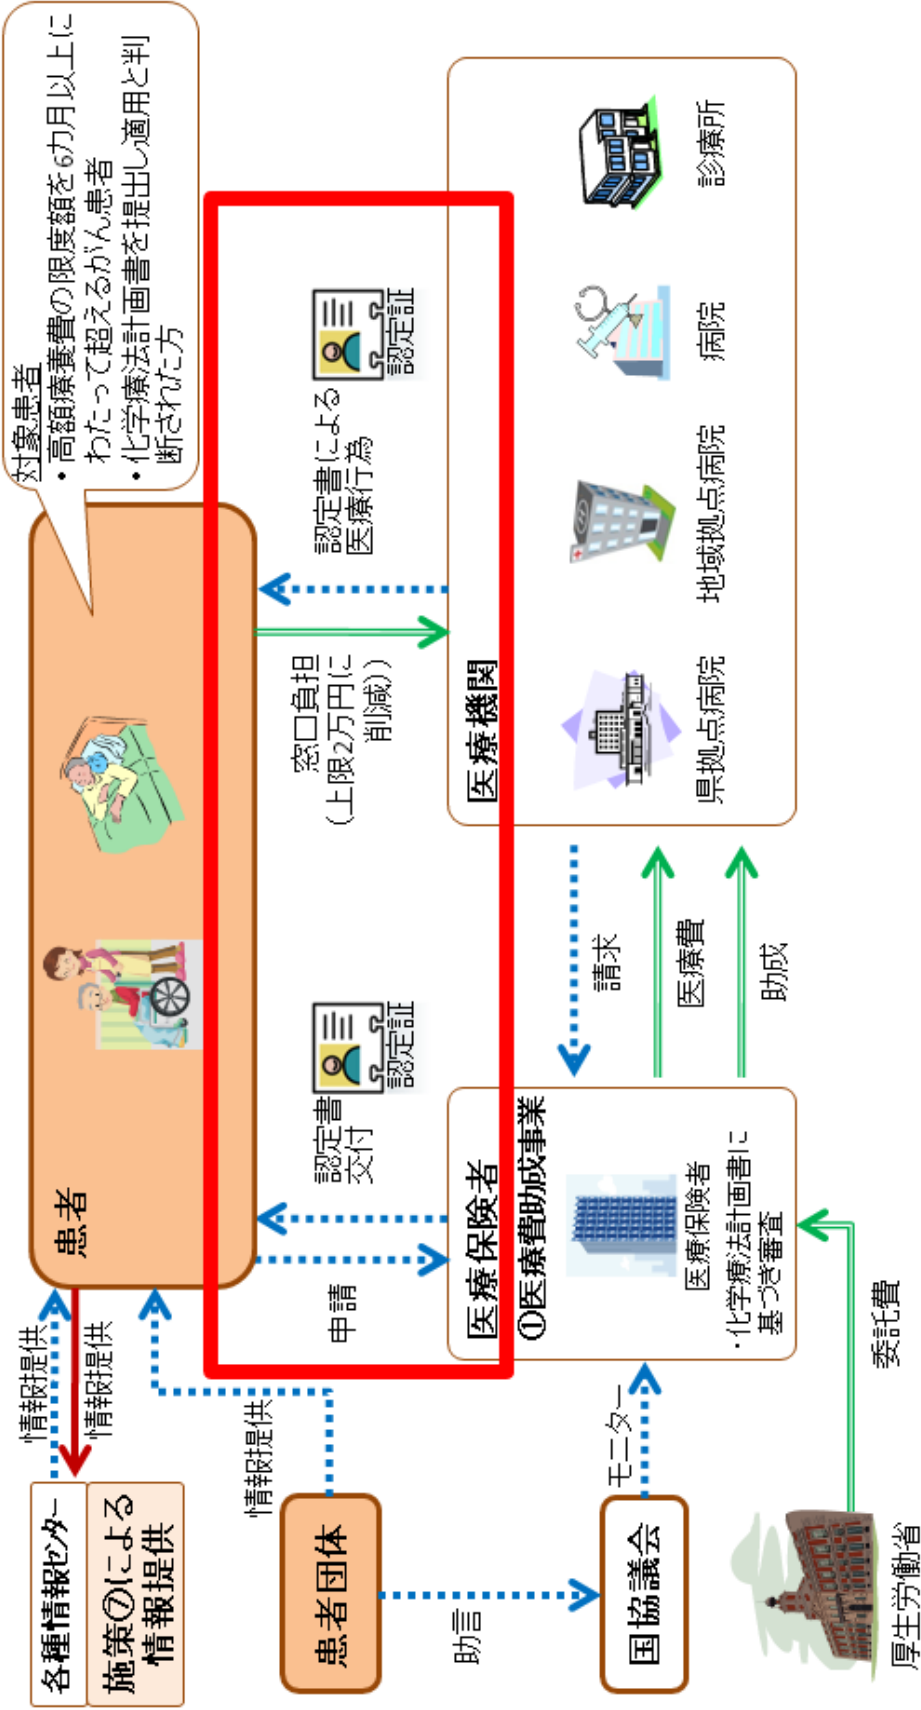 各種情報センター
施策⑦による
情報提供
情報提供
情報提供
患者
対象患者
・高額療養費の限度額を6カ月以上に
わたって超えるがん患者
・化学療法計画書を提出し適用と判
断された方
患者団体
情報提供
申請
認定書
交付
認定証
窓口負担
(上限2万円に
削減))
認定書による
医療行為
認定証
助言
国協議会
モニター
医療保険者
①医療費助成事業
医療保険者
・化学療法計画書に
基づき審査
請求
医療費
助成
医療機関
県拠点病院
地域拠点病院
病院
診療所
厚生労働省
委託費